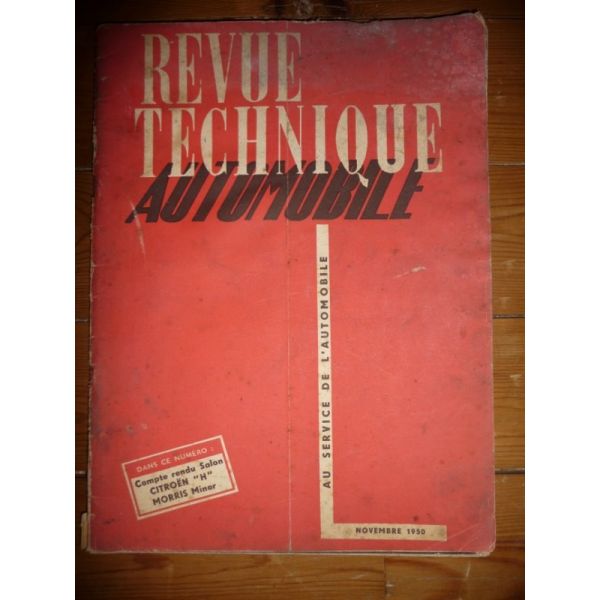 REVUE
TECHNIQUE
AUTOMOBILE
AU SERVICE DE L'AUTOMOBILE
DANS CE NUMÉRO :
Compte rendu Salon
CITROËN "H"
MORRIS Minor
NOVEMBRE 1950